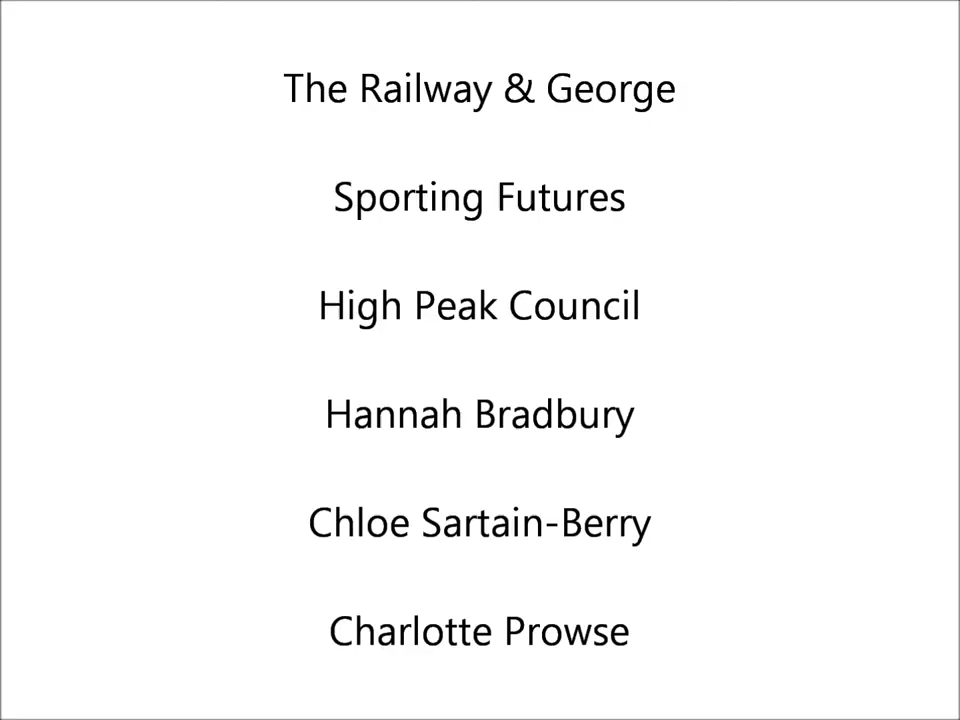 The Railway & George
Sporting Futures
High Peak Council
Hannah Bradbury
Chloe Sartain-Berry
Charlotte Prowse